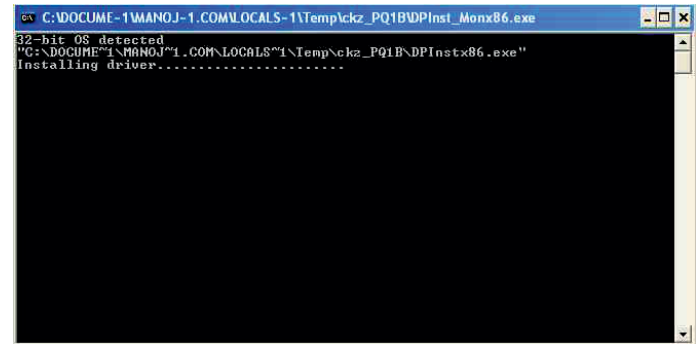 C:\DOCUME~1\MANOJ~1.COM\LOCALS~1\Temp\ckz_PQ1B\DPInst_Monx86.exe
32-bit OS detected
"C:\DOCUME~1\MANOJ~1.COM\LOCALS~1\Temp\ckz_PQ1B\DPInstx86.exe"
Installing driver.......................